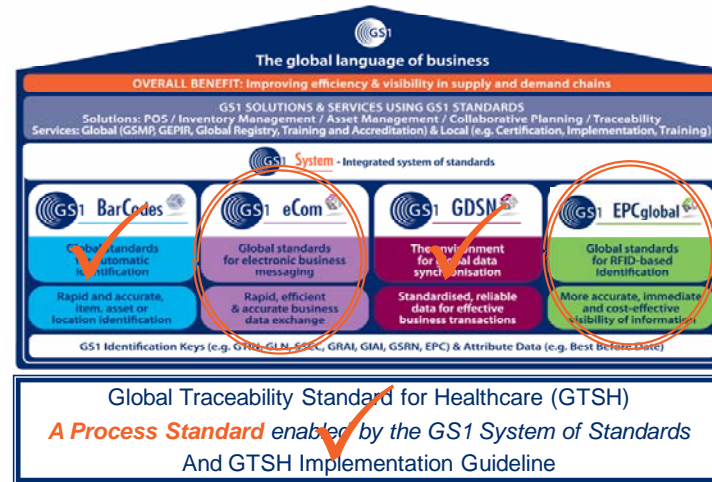 GS1
The global language of business
OVERALL BENEFIT: Improving efficiency & visibility in supply and demand chains
GS1 SOLUTIONS & SERVICES USING GS1 STANDARDS
Solutions: POS / Inventory Management / Asset Management / Collaborative Planning / Traceability
Services: Global (GSMP, GEPIR, Global Registry, Training and Accreditation) & Local (e.g. Certification, Implementation, Training)
GS1 System - Integrated system of standards
GS1 BarCodes
Global standards
for automatic
identification
Rapid and accurate,
item, asset or
location identification
GS1 eCom
Global standards
for electronic business
messaging
Rapid, efficient
& accurate business
data exchange
GS1 GDSN
The environment
for global data
synchronisation
Standardised, reliable
data for effective
business transactions
GS1 EPCglobal
Global standards
for RFID-based
identification
More accurate, immediate
and cost-effective
visibility of information
GS1 Identification Keys (e.g. GTIN, GLN, SSCC, GRAI, GIAI, GSRN, EPC) & Attribute Data (e.g. Best Before Date)
Global Traceability Standard for Healthcare (GTSH)
A Process Standard enabled by the GS1 System of Standards
And GTSH Implementation Guideline